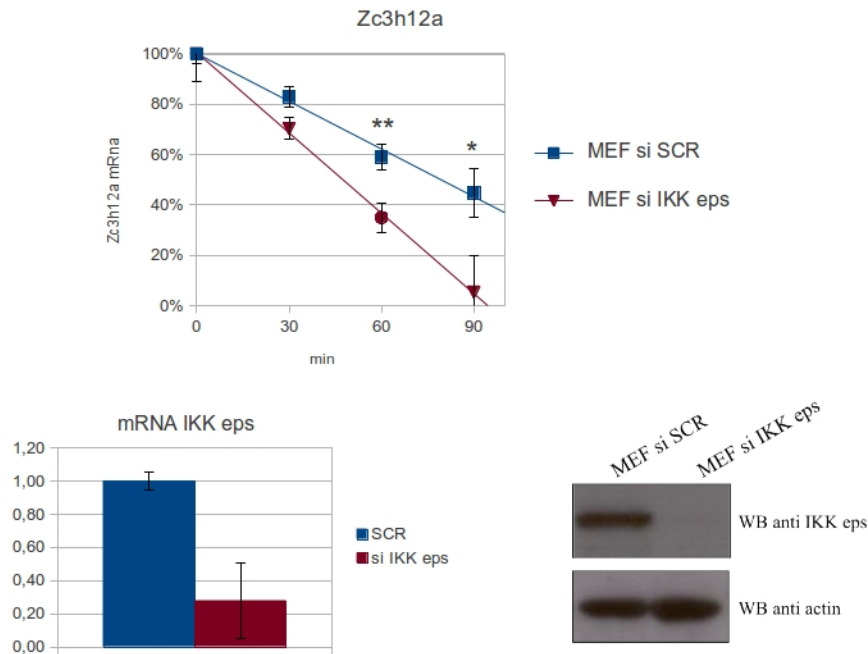 Zc3h12a
100%
80%
60%
40%
20%
0%
Zc3h12a mRna
**
*
0 30 60 90
min
MEF si SCR
MEF si IKK eps
mRNA IKK eps
1,20
1,00
0,80
0,60
0,40
0,20
0,00
SCR
si IKK eps
MEF si SCR
MEF si IKK eps
WB anti IKK eps
WB anti actin